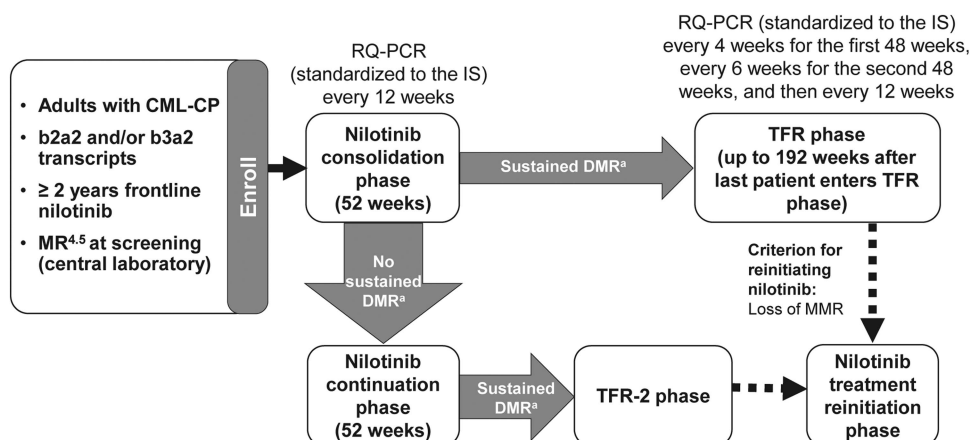 • Adults with CML-CP
• b2a2 and/or b3a2
transcripts
• ≥ 2 years frontline
nilotinib
• MR4.5 at screening
(central laboratory)
Enroll
RQ-PCR
(standardized to the IS)
every 12 weeks
Nilotinib
consolidation
phase
(52 weeks)
Sustained DMRa
RQ-PCR (standardized to the IS)
every 4 weeks for the first 48 weeks,
every 6 weeks for the second 48
weeks, and then every 12 weeks
TFR phase
(up to 192 weeks after
last patient enters TFR
phase)
No
sustained
DMRa
Criterion for
reinitiating
nilotinib:
Loss of MMR
Nilotinib
continuation
phase
(52 weeks)
Sustained
DMRa
TFR-2 phase
Nilotinib
treatment
reinitiation
phase